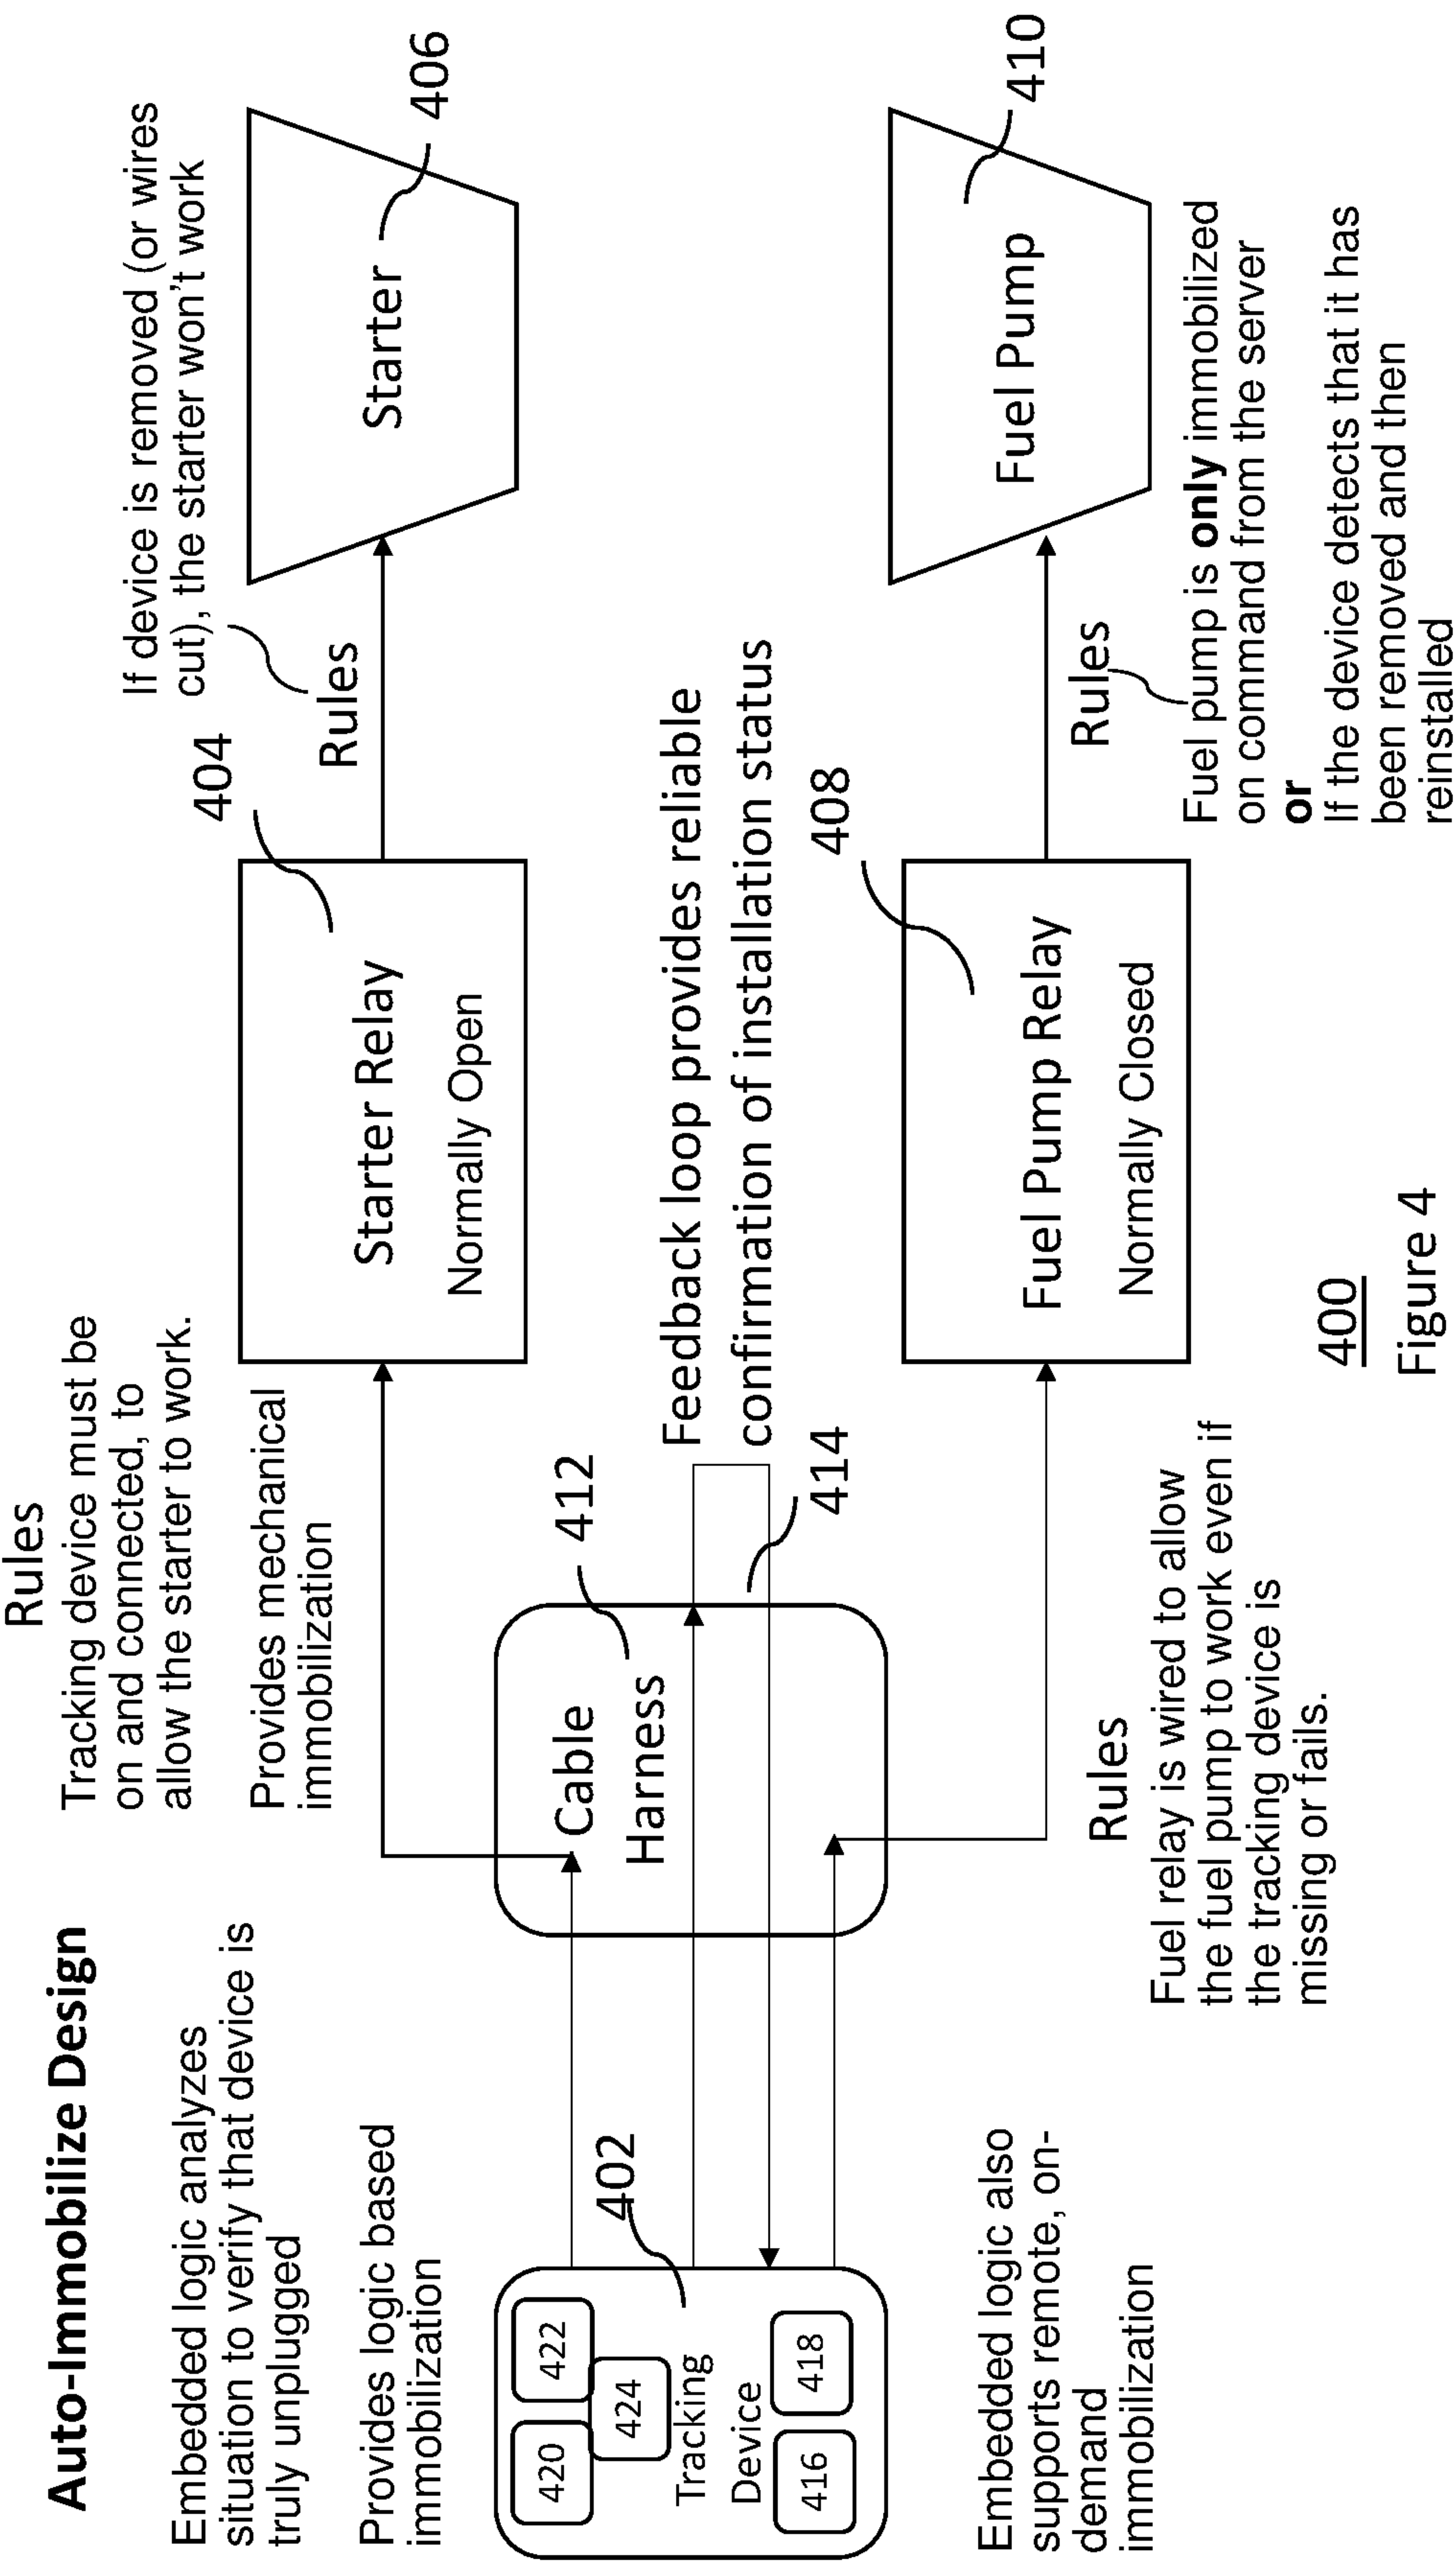 Auto-Immobilize Design
Embedded logic analyzes
situation to verify that device is
truly unplugged
Provides logic based
immobilization
Rules
Tracking device must be
on and connected, to
allow the starter to work.
Provides mechanical
immobilization
404
If device is removed (or wires
cut), the starter won't work
Rules
Starter Relay
Normally Open
Starter
406
402
420
422
424
Tracking
Device
416
418
Cable
Harness
412
414
Feedback loop provides reliable
confirmation of installation status
408
Fuel Pump Relay
Normally Closed
Fuel Pump
410
Embedded logic also
supports remote, on-
demand
immobilization
Rules
Fuel relay is wired to allow
the fuel pump to work even if
the tracking device is
missing or fails.
Rules
Fuel pump is only immobilized
on command from the server
or
If the device detects that it has
been removed and then
reinstalled
400
Figure 4